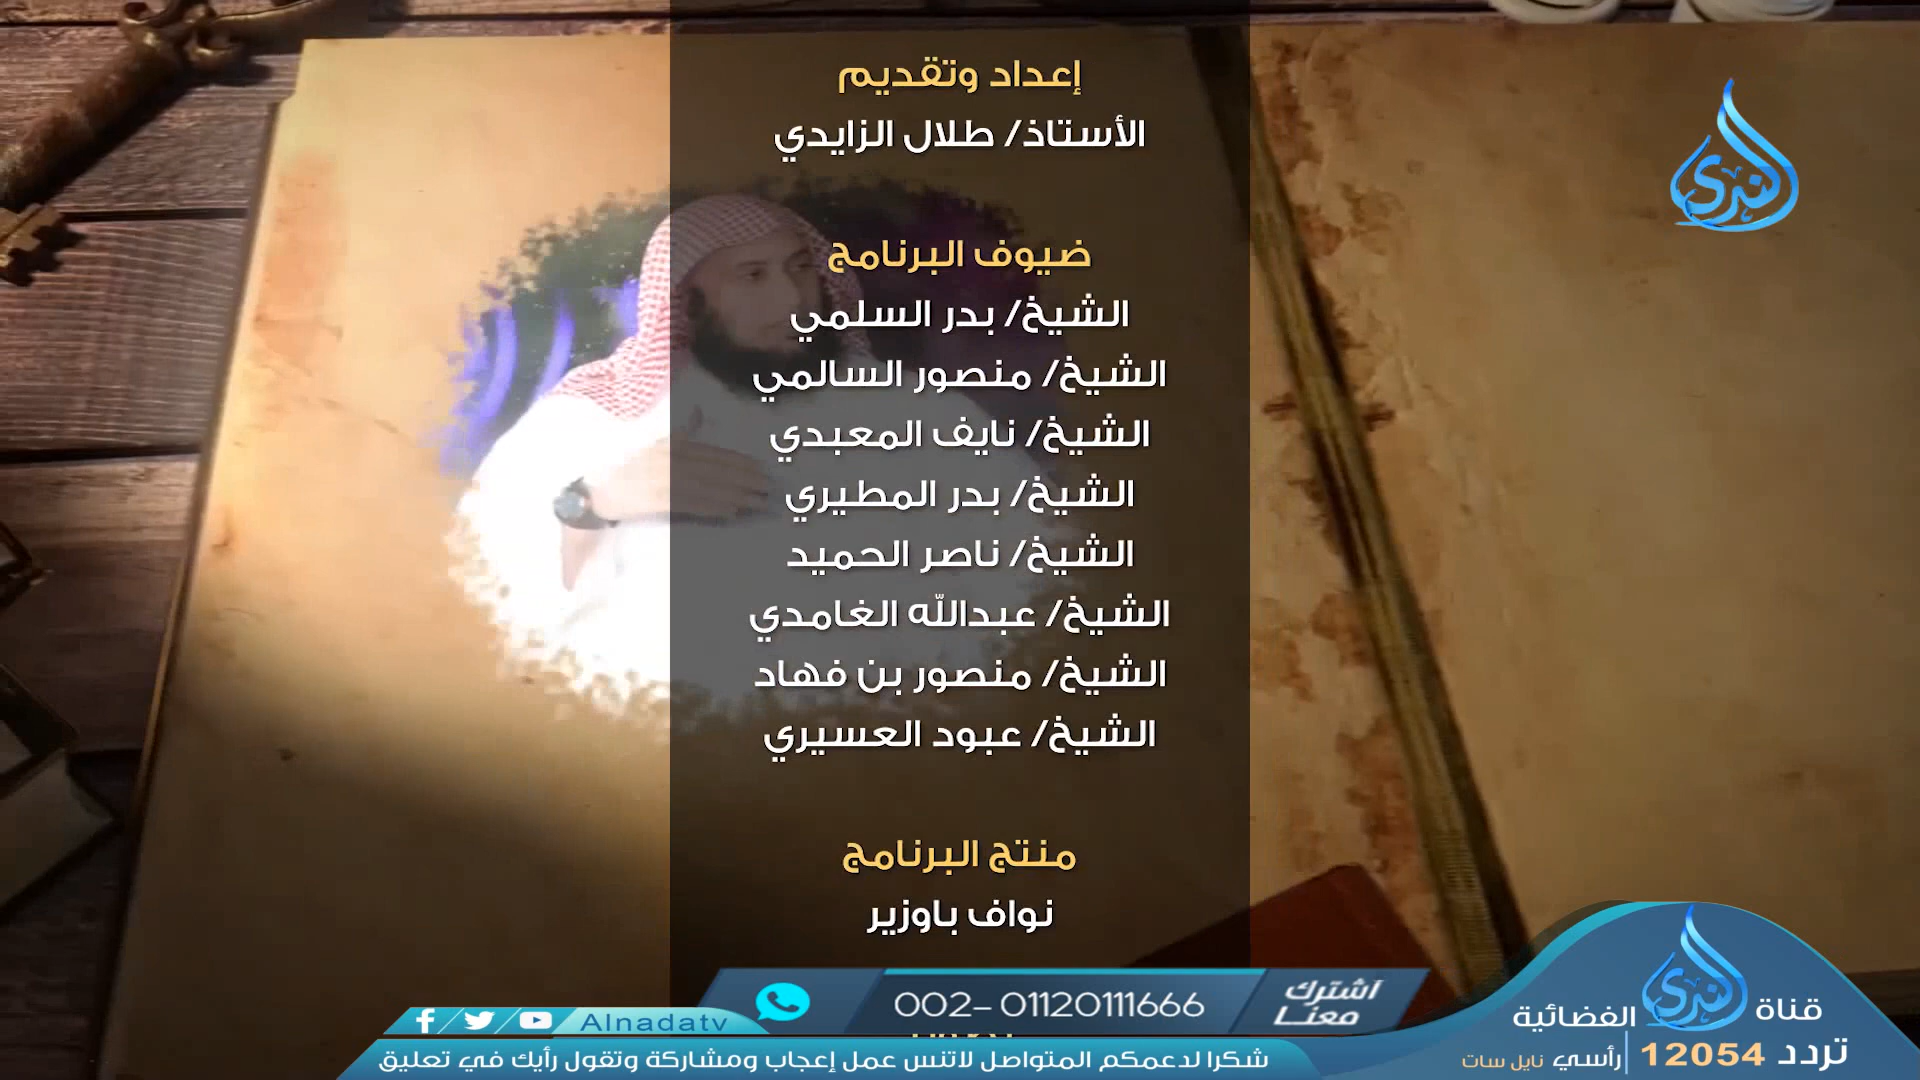 إعداد وتقديم
الأستاذ/ طلال الزايدي
ضيوف البرنامج
الشيخ/ بدر السلمي
الشيخ/ منصور السالمي
الشيخ/ نايف المعبدي
الشيخ/ بدر المطيري
الشيخ/ ناصر الحميد
الشيخ/ عبدالله الغامدي
الشيخ/ منصور بن فهاد
الشيخ/ عبود العسيري
منتج البرنامج
نواف باوزير
الندى
اشترك معنا
002– 01120111666
Alnadatv
شكرا لدعمكم المتواصل لاتنس عمل إعجاب ومشاركة وتقول رأيك في تعليق
قناة الندى الفضائية
تردد 12054 رأسي نايل سات